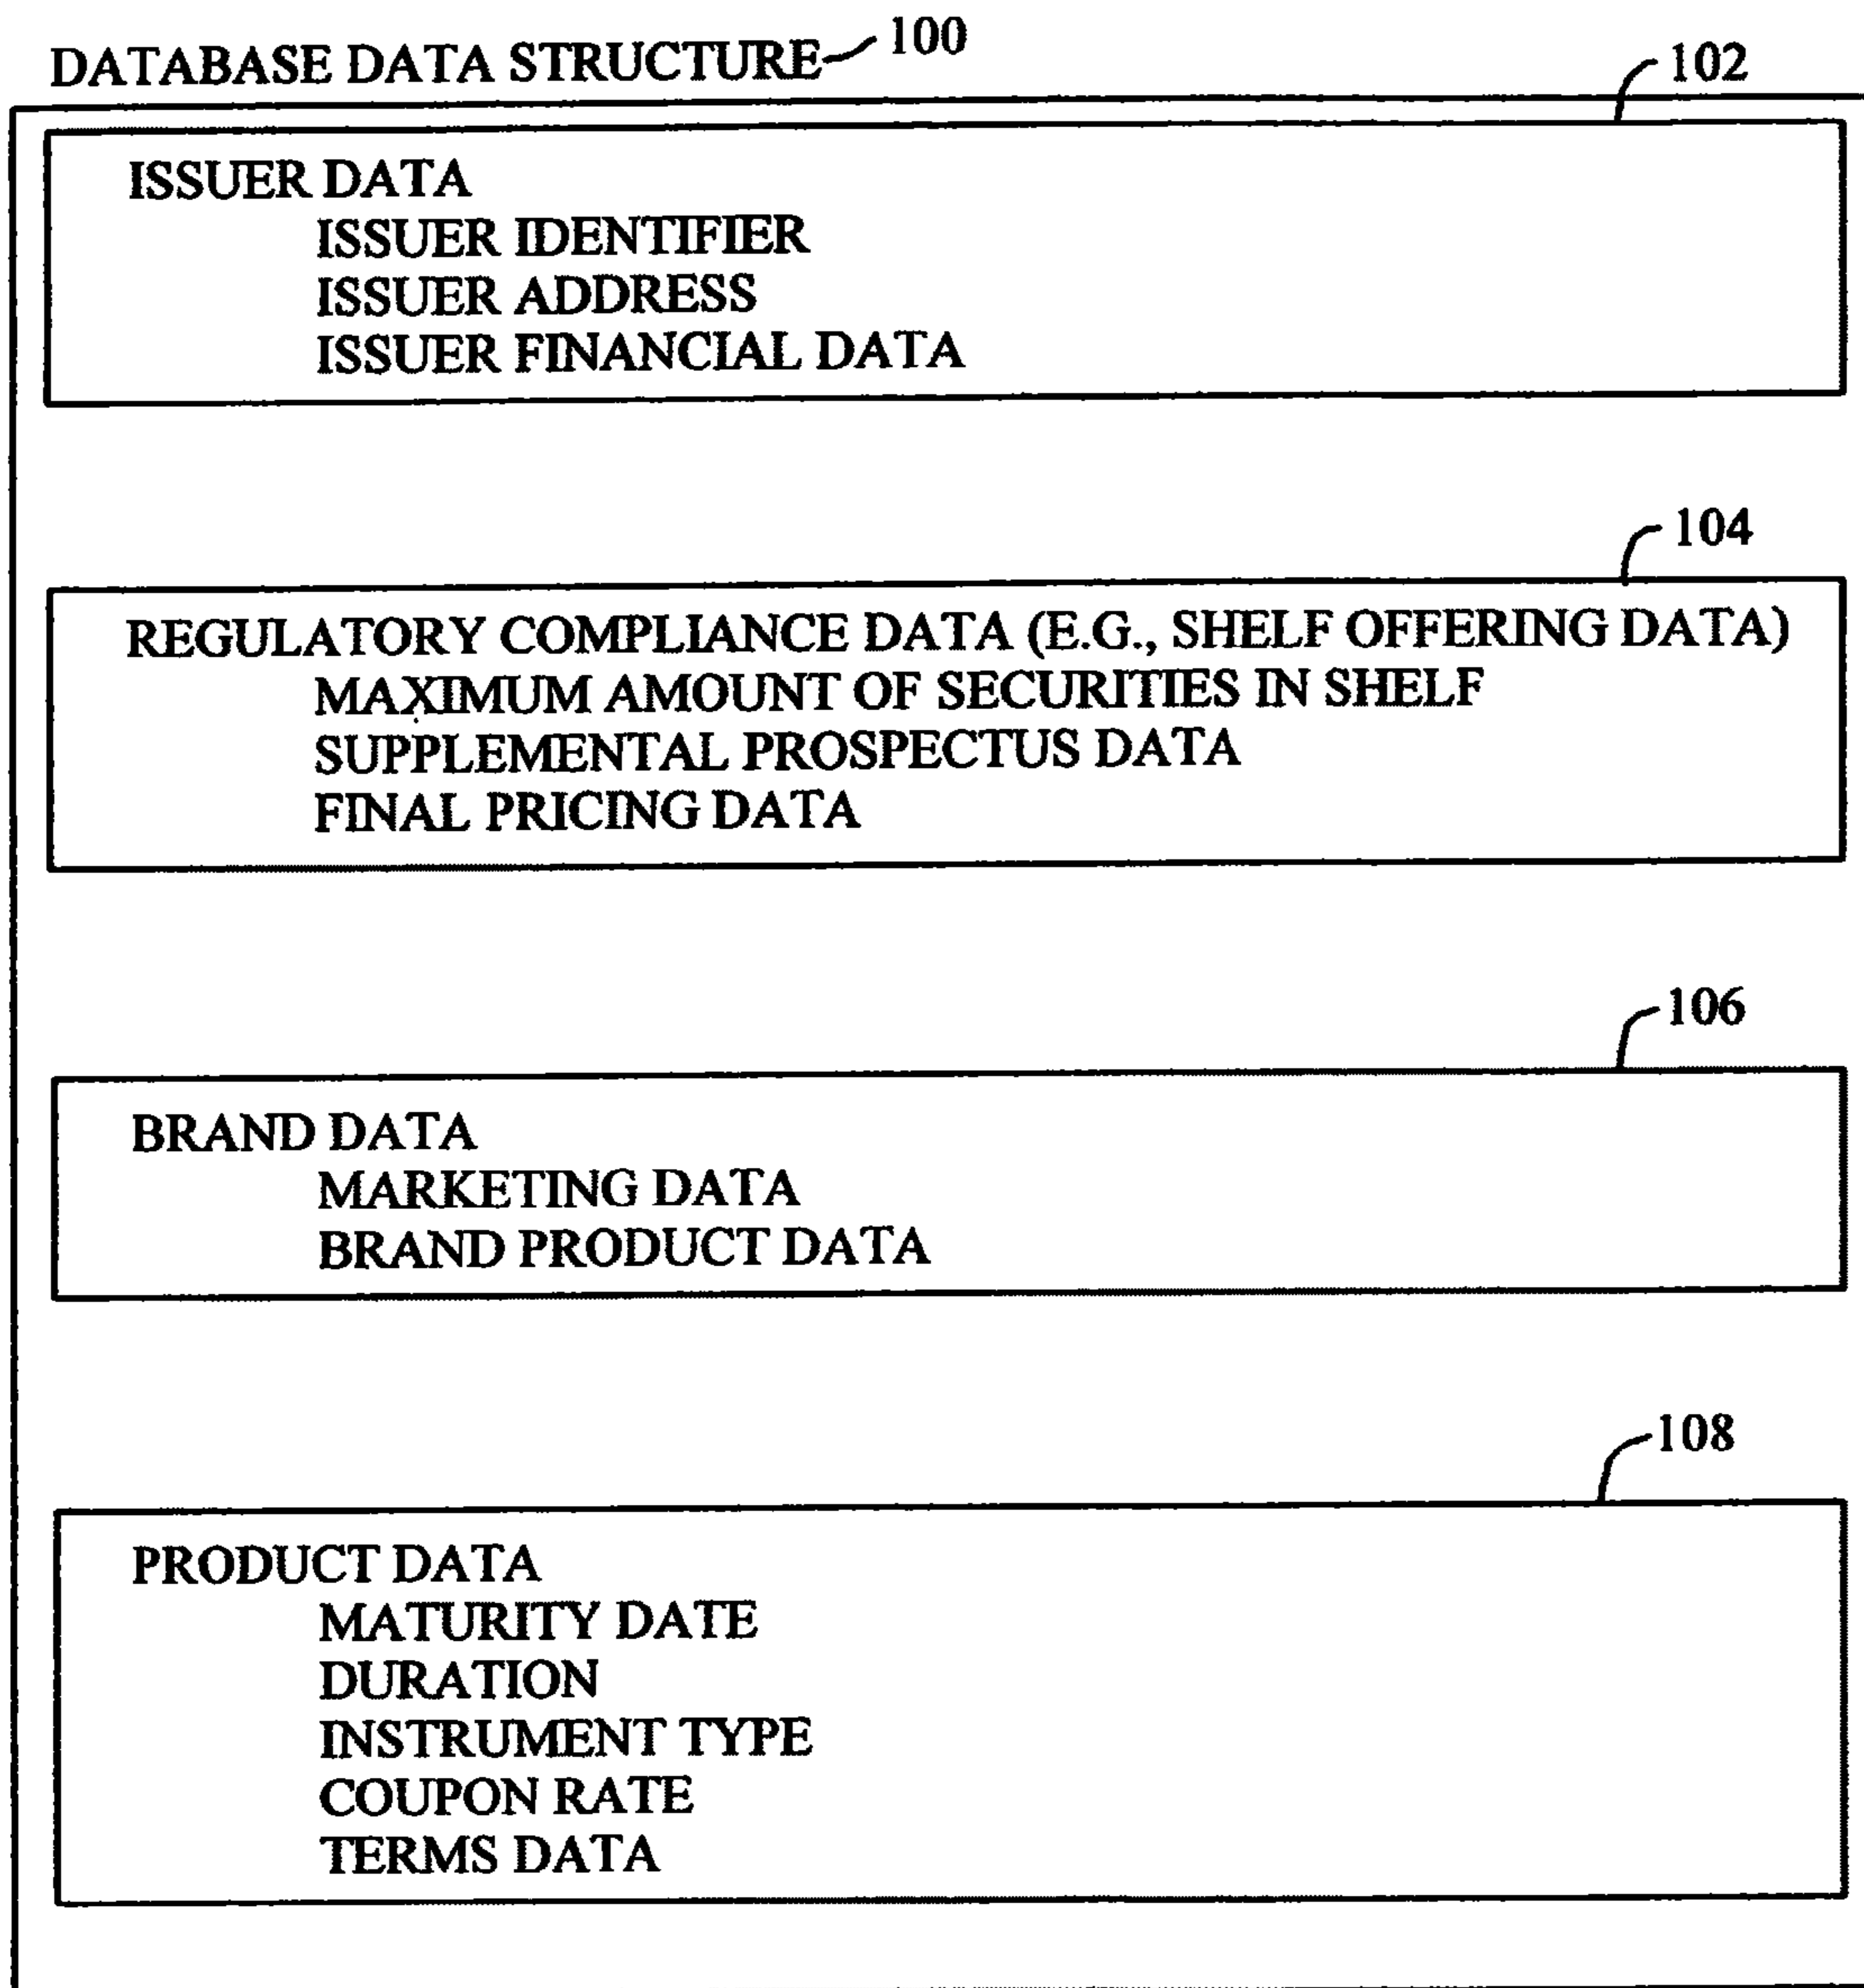 DATABASE DATA STRUCTURE 100
102
ISSUER DATA
ISSUER IDENTIFIER
ISSUER ADDRESS
ISSUER FINANCIAL DATA
104
REGULATORY COMPLIANCE DATA (E.G., SHELF OFFERING DATA)
MAXIMUM AMOUNT OF SECURITIES IN SHELF
SUPPLEMENTAL PROSPECTUS DATA
FINAL PRICING DATA
106
BRAND DATA
MARKETING DATA
BRAND PRODUCT DATA
108
PRODUCT DATA
MATURITY DATE
DURATION
INSTRUMENT TYPE
COUPON RATE
TERMS DATA